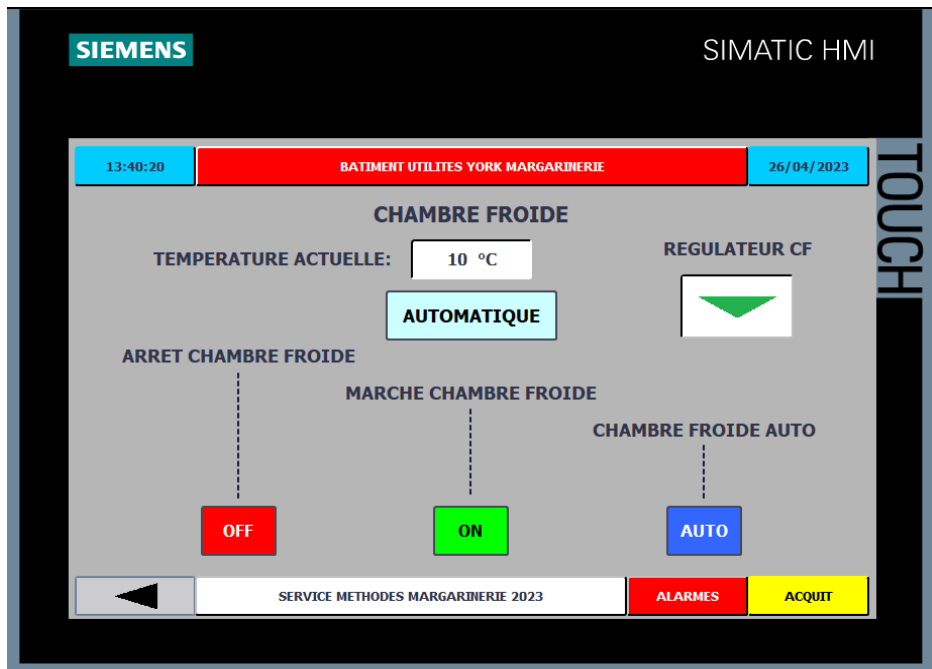 SIEMENS
SIMATIC HMI
TOUCH
13:40:20
BATIMENT UTILITES YORK MARGARINERIE
26/04/2023
CHAMBRE FROIDE
TEMPERATURE ACTUELLE:
10 °C
REGULATEUR CF
AUTOMATIQUE
ARRET CHAMBRE FROIDE
MARCHE CHAMBRE FROIDE
CHAMBRE FROIDE AUTO
OFF
ON
AUTO
SERVICE METHODES MARGARINERIE 2023
ALARMES
ACQUIT